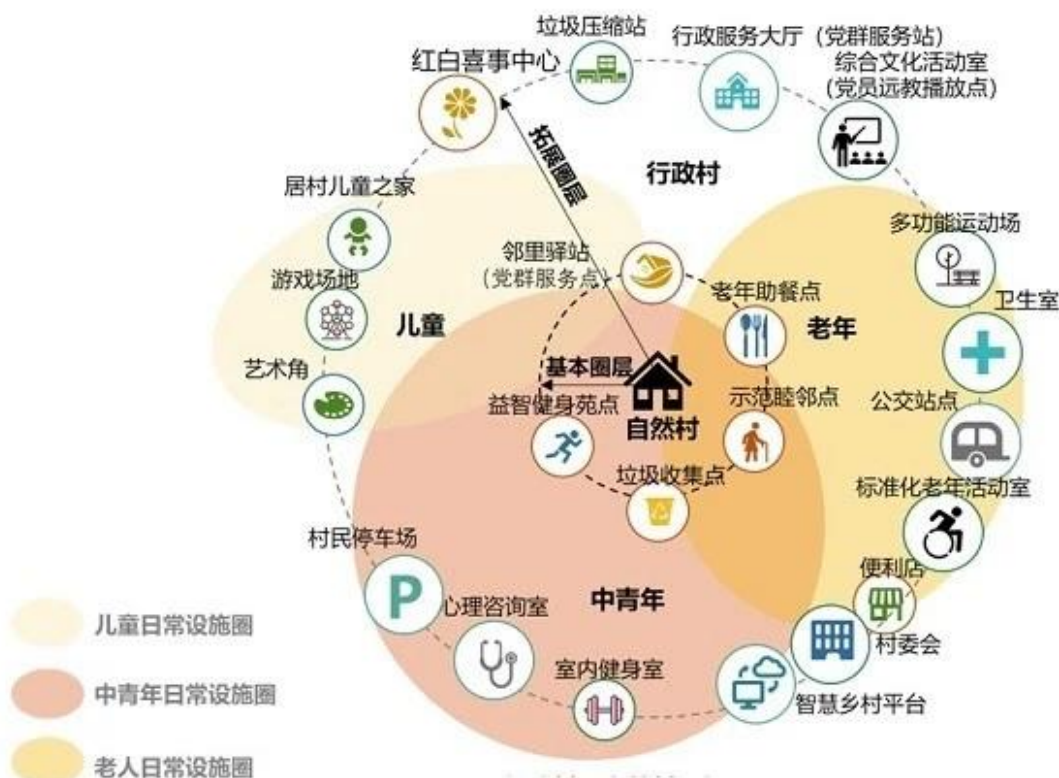 垃圾压缩站
行政服务大厅（党群服务站）
红白喜事中心
综合文化活动室
（党员远教播放点）
拓展圈层
行政村
居村儿童之家
多功能运动场
邻里驿站
（党群服务点）
游戏场地
老年助餐点
卫生室
儿童
老年
艺术角
基本圈层
示范睦邻点
公交站点
益智健身苑点
自然村
垃圾收集点
标准化老年活动室
村民停车场
P
便利店
中青年
心理咨询室
村委会
室内健身室
智慧乡村平台
儿童日常设施圈
中青年日常设施圈
老人日常设施圈